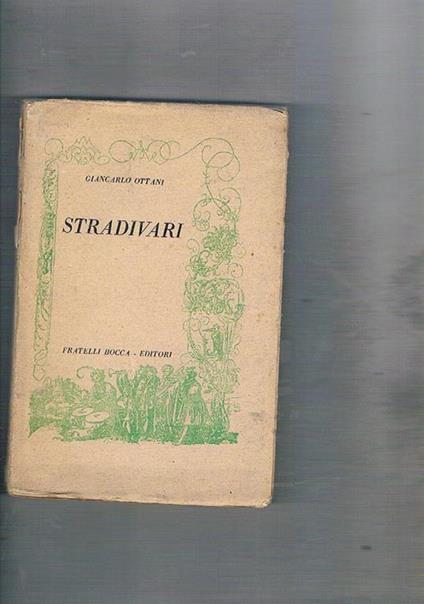 GIANCARLO OTTANI
STRADIVARI
FRATELLI BOCCA - EDITORI